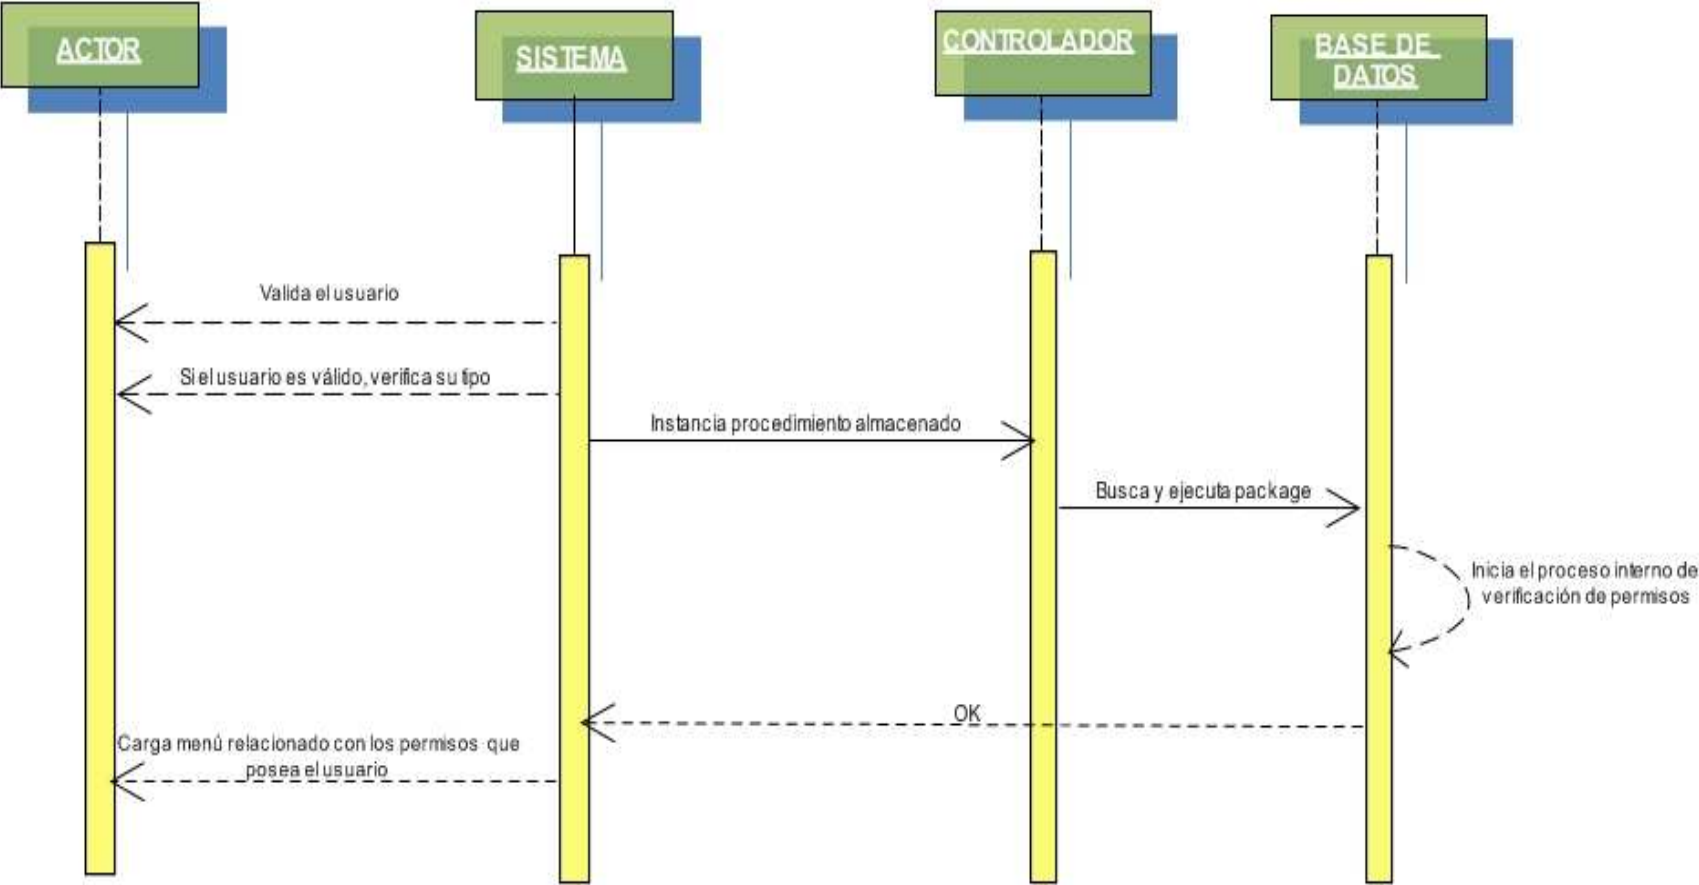 ACTOR
SISTEMA
CONTROLADOR
BASE DE
DATOS
Valida el usuario
Si el usuario es válido, verifica su tipo
Instancia procedimiento almacenado
Busca y ejecuta package
Inicia el proceso interno de
verificación de permisos
OK
Carga menú relacionado con los permisos que
posea el usuario